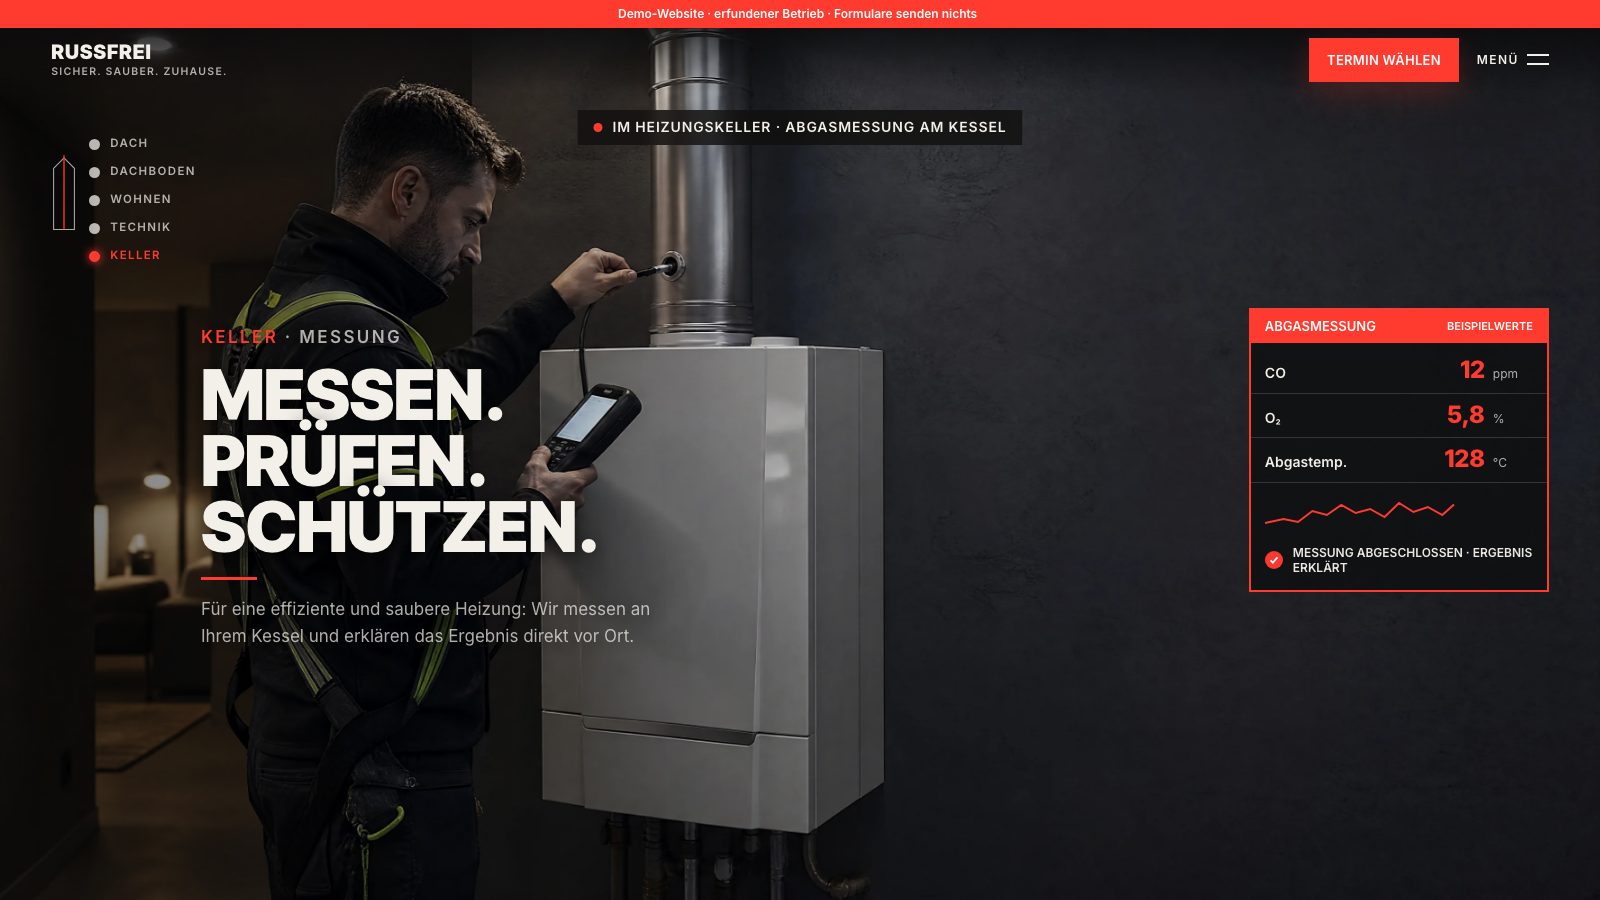 Demo-Website · erfundener Betrieb · Formulare senden nichts
RUSSFREI
SICHER. SAUBER. ZUHAUSE.
TERMIN WÄHLEN
MENÜ
IM HEIZUNGSKELLER · ABGASMESSUNG AM KESSEL
DACH
DACHBODEN
WOHNEN
TECHNIK
KELLER
KELLER · MESSUNG
MESSEN.
PRÜFEN.
SCHÜTZEN.
Für eine effiziente und saubere Heizung: Wir messen an
Ihrem Kessel und erklären das Ergebnis direkt vor Ort.
ABGASMESSUNG BEISPIELWERTE
CO 12 ppm
O₂ 5,8 %
Abgastemp. 128 °C
MESSUNG ABGESCHLOSSEN · ERGEBNIS
ERKLÄRT